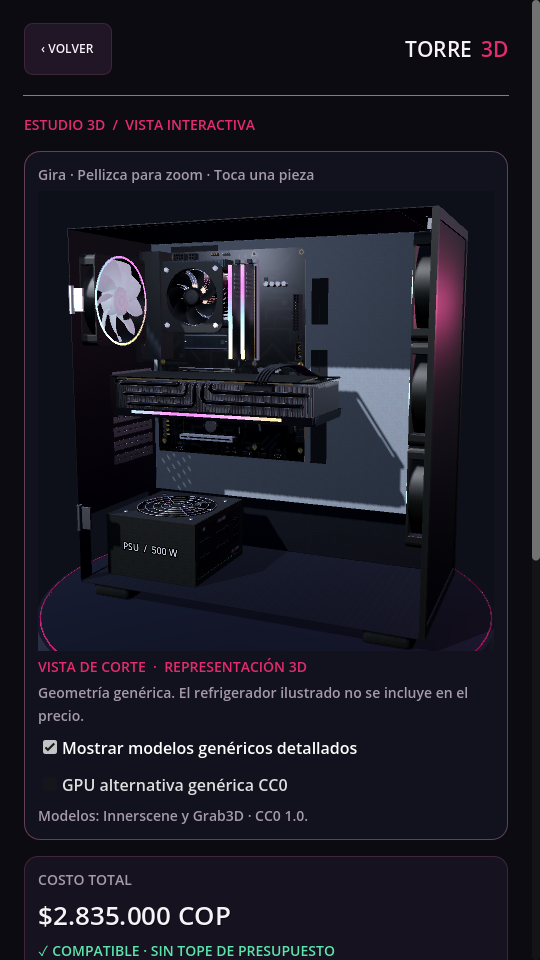 ‹ VOLVER
TORRE 3D
ESTUDIO 3D / VISTA INTERACTIVA
Gira · Pellizca para zoom · Toca una pieza
PSU / 500 W
VISTA DE CORTE · REPRESENTACIÓN 3D
Geometría genérica. El refrigerador ilustrado no se incluye en el
precio.
Mostrar modelos genéricos detallados
GPU alternativa genérica CC0
Modelos: Innerscene y Grab3D · CC0 1.0.
COSTO TOTAL
$2.835.000 COP
✓ COMPATIBLE · SIN TOPE DE PRESUPUESTO